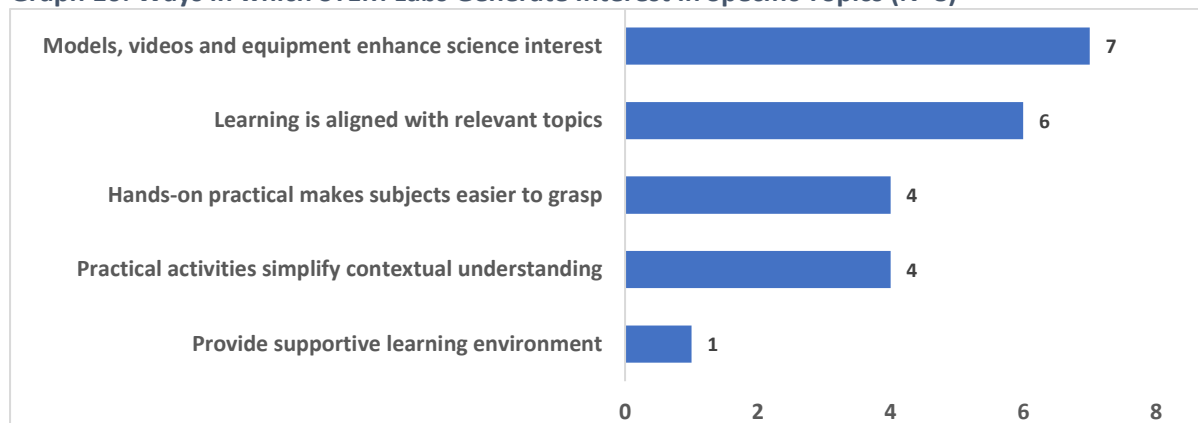 Models, videos and equipment enhance science interest
7
Learning is aligned with relevant topics
6
Hands-on practical makes subjects easier to grasp
4
Practical activities simplify contextual understanding
4
Provide supportive learning environment
1
0 2 4 6 8